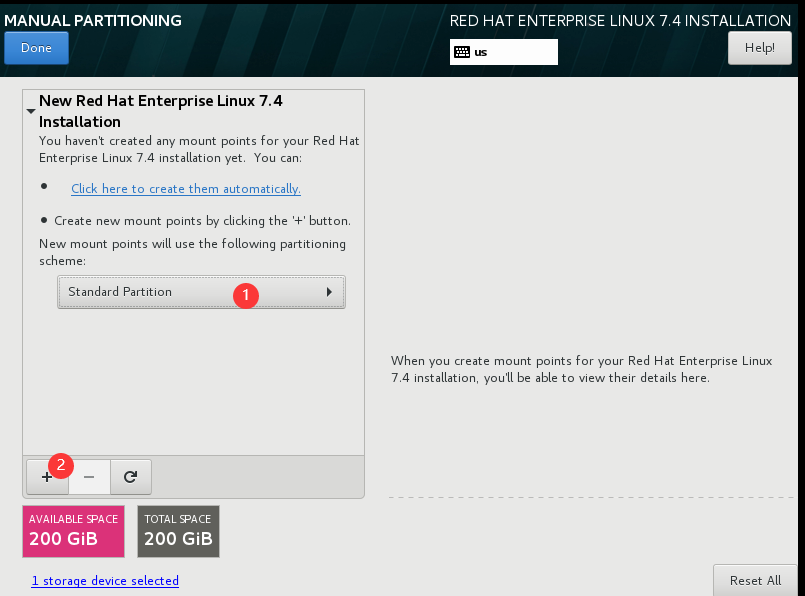 MANUAL PARTITIONING
RED HAT ENTERPRISE LINUX 7.4 INSTALLATION
Done
us
Help!
New Red Hat Enterprise Linux 7.4
Installation
You haven't created any mount points for your Red Hat
Enterprise Linux 7.4 installation yet.  You can:
• Click here to create them automatically.
• Create new mount points by clicking the '+' button.
New mount points will use the following partitioning
scheme:
Standard Partition
1
When you create mount points for your Red Hat Enterprise Linux
7.4 installation, you'll be able to view their details here.
2
+ −
AVAILABLE SPACE
200 GiB
TOTAL SPACE
200 GiB
1 storage device selected
Reset All